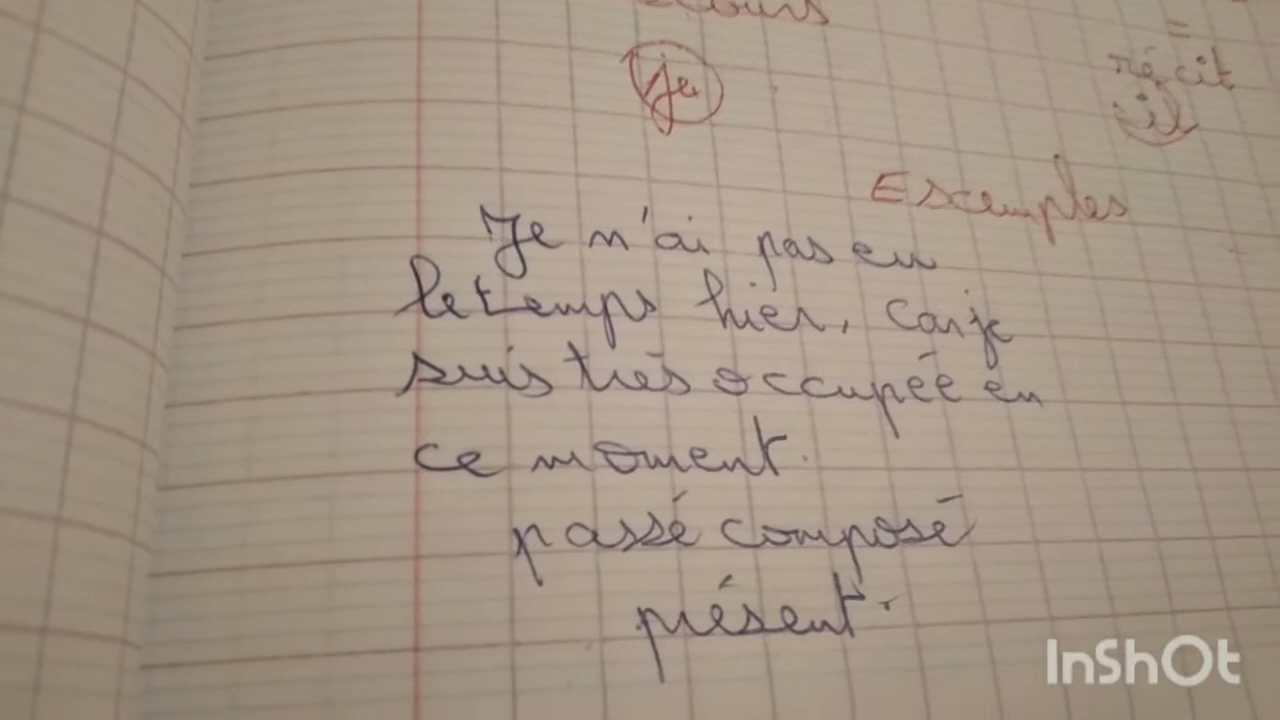 =
récit
je
il
Exemples
Je n'ai pas eu
le temps hier, car je
suis très occupée en
ce moment.
passé composé
présent.
InShOt